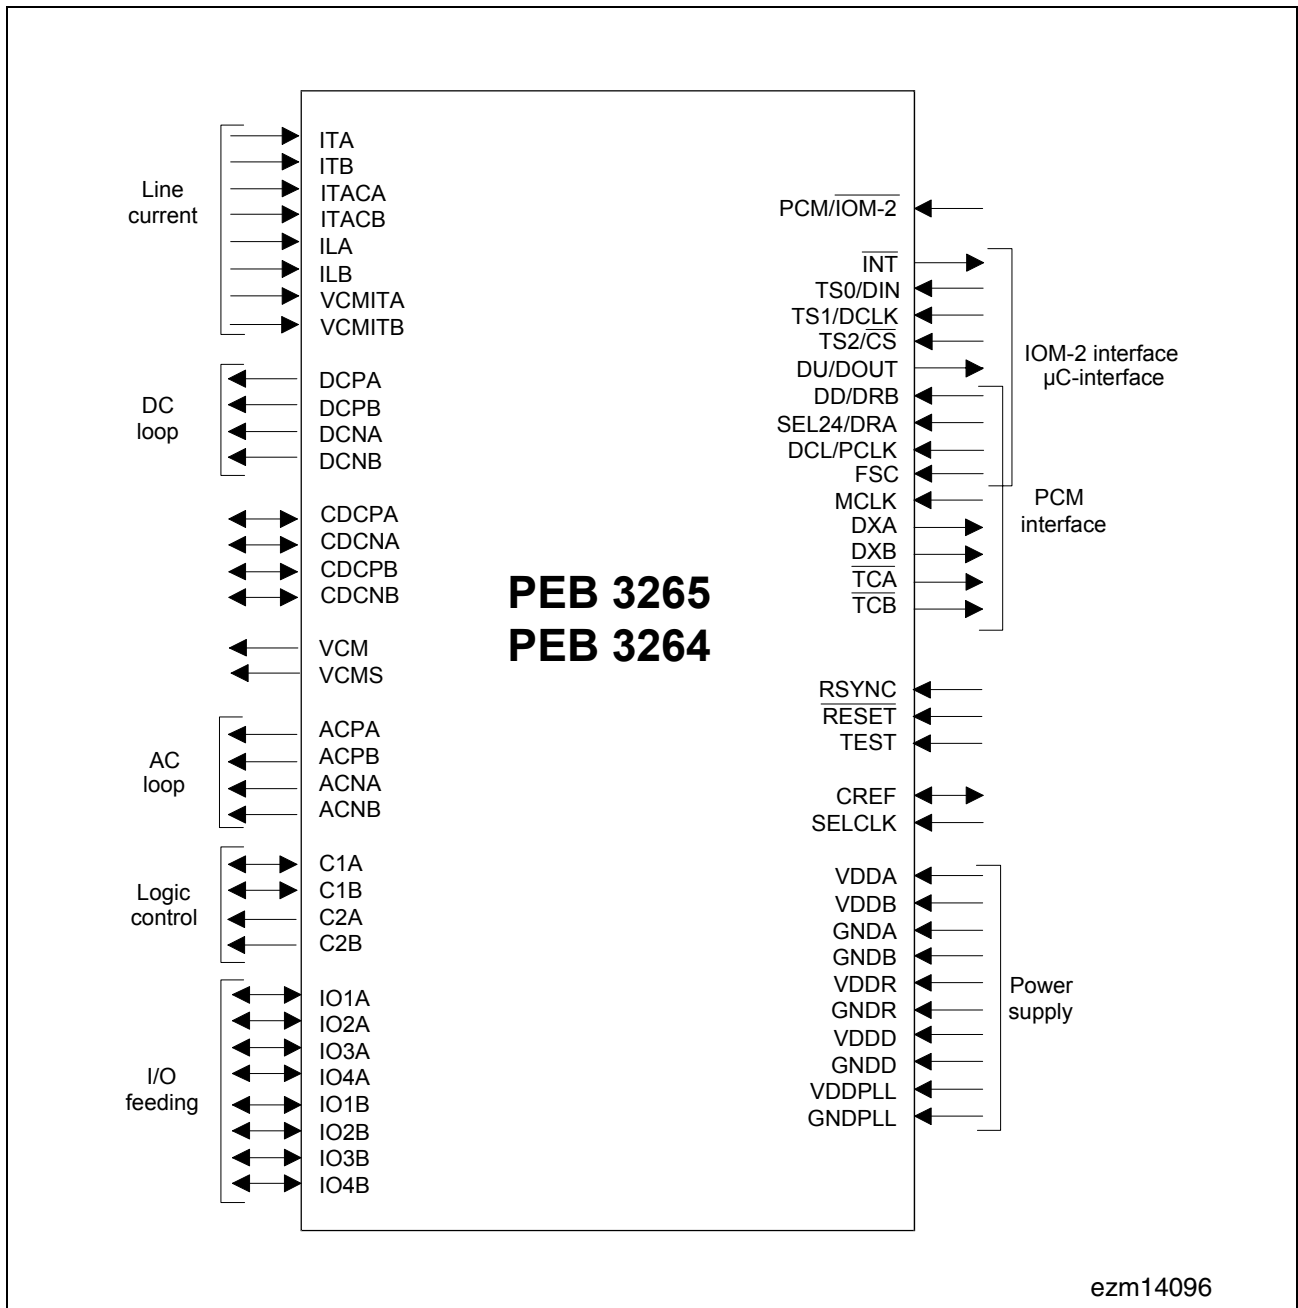 Line
current
ITA
ITB
ITACA
ITACB
ILA
ILB
VCMITA
VCMITB
DC
loop
DCPA
DCPB
DCNA
DCNB
CDCPA
CDCNA
CDCPB
CDCNB
VCM
VCMS
AC
loop
ACPA
ACPB
ACNA
ACNB
Logic
control
C1A
C1B
C2A
C2B
I/O
feeding
IO1A
IO2A
IO3A
IO4A
IO1B
IO2B
IO3B
IO4B
PEB 3265
PEB 3264
PCM/IOM-2
INT
TS0/DIN
TS1/DCLK
TS2/CS
DU/DOUT
DD/DRB
SEL24/DRA
DCL/PCLK
FSC
MCLK
DXA
DXB
TCA
TCB
IOM-2 interface
µC-interface
PCM
interface
RSYNC
RESET
TEST
CREF
SELCLK
VDDA
VDDB
GNDA
GNDB
VDDR
GNDR
VDDD
GNDD
VDDPLL
GNDPLL
Power
supply
ezm14096